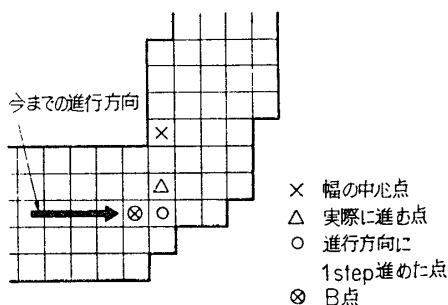 今までの進行方向
× 幅の中心点
△ 実際に進む点
○ 進行方向に
1step進めた点
⊗ B点